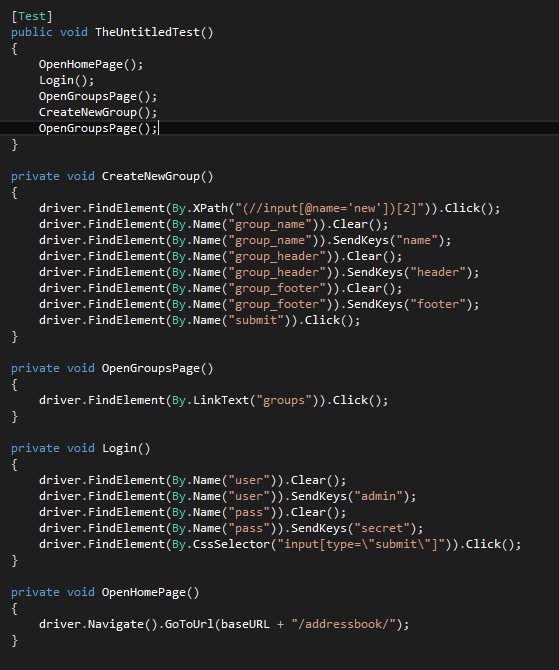 [Test]
public void TheUntitledTest()
{
    OpenHomePage();
    Login();
    OpenGroupsPage();
    CreateNewGroup();
    OpenGroupsPage();
}

private void CreateNewGroup()
{
    driver.FindElement(By.XPath("(//input[@name='new'])[2]")).Click();
    driver.FindElement(By.Name("group_name")).Clear();
    driver.FindElement(By.Name("group_name")).SendKeys("name");
    driver.FindElement(By.Name("group_header")).Clear();
    driver.FindElement(By.Name("group_header")).SendKeys("header");
    driver.FindElement(By.Name("group_footer")).Clear();
    driver.FindElement(By.Name("group_footer")).SendKeys("footer");
    driver.FindElement(By.Name("submit")).Click();
}

private void OpenGroupsPage()
{
    driver.FindElement(By.LinkText("groups")).Click();
}

private void Login()
{
    driver.FindElement(By.Name("user")).Clear();
    driver.FindElement(By.Name("user")).SendKeys("admin");
    driver.FindElement(By.Name("pass")).Clear();
    driver.FindElement(By.Name("pass")).SendKeys("secret");
    driver.FindElement(By.CssSelector("input[type=\"submit\"]")).Click();
}

private void OpenHomePage()
{
    driver.Navigate().GoToUrl(baseURL + "/addressbook/");
}